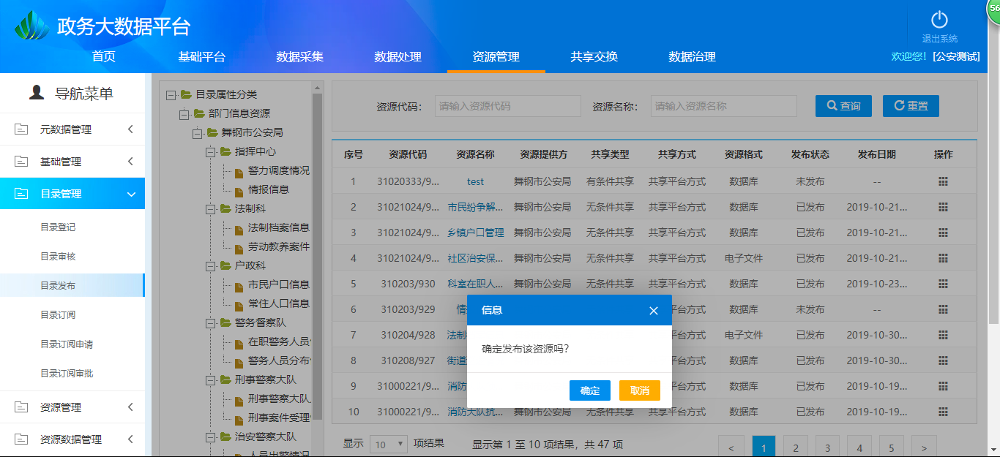 政务大数据平台
56
退出系统
首页 基础平台 数据采集 数据处理 资源管理 共享交换 数据治理 欢迎您! [公安测试]
导航菜单
元数据管理
基础管理
目录管理
目录登记
目录审核
目录发布
目录订阅
目录订阅申请
目录订阅审批
资源管理
资源数据管理
目录属性分类
部门信息资源
舞钢市公安局
指挥中心
警力调度情况
情报信息
法制科
法制档案信息
劳动教养案件
户政科
市民户口信息
常住人口信息
警务督察队
在职警务人员
警务人员分布
刑事警察大队
刑事警察大队
刑事案件受理
治安警察大队
人员出警情况
资源代码: 请输入资源代码 资源名称: 请输入资源名称 查询 重置
序号 资源代码 资源名称 资源提供方 共享类型 共享方式 资源格式 发布状态 发布日期 操作
1 31020333/9... test 舞钢市公安局 有条件共享 共享平台方式 数据库 未发布 --
2 31021024/9... 市民纷争解... 舞钢市公安局 无条件共享 共享平台方式 数据库 已发布 2019-10-21...
3 31021024/9... 乡镇户口管理 舞钢市公安局 无条件共享 共享平台方式 数据库 已发布 2019-10-21...
4 31021024/9... 社区治安保... 舞钢市公安局 无条件共享 共享平台方式 电子文件 已发布 2019-10-21...
5 310203/930 科室在职人... 舞钢市公安局 无条件共享 共享平台方式 数据库 已发布 2019-10-23...
6 310203/929 情 平台方式 数据库 未发布 --
7 310204/928 法制 平台方式 电子文件 已发布 2019-10-30...
8 310208/927 街道 平台方式 数据库 已发布 2019-10-30...
9 31000221/9... 消防 平台方式 数据库 已发布 2019-10-19...
10 31000221/9... 消防大队抗... 舞钢市公安局 无条件共享 共享平台方式 数据库 已发布 2019-10-19...
信息
确定发布该资源吗?
确定 取消
显示 10 项结果 显示第 1 至 10 项结果，共 47 项 < 1 2 3 4 5 >